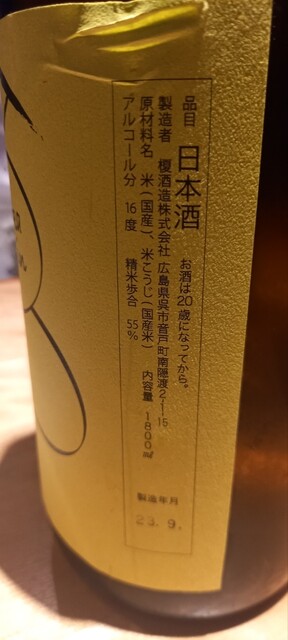 品目 日本酒 お酒は20歳になってから。
製造者 榎酒造株式会社 広島県呉市音戸町南隠渡2-1-15
原材料名 米(国産)、米こうじ(国産米)
アルコール分 16度 精米歩合 55% 内容量 1800ml
製造年月
23.9.